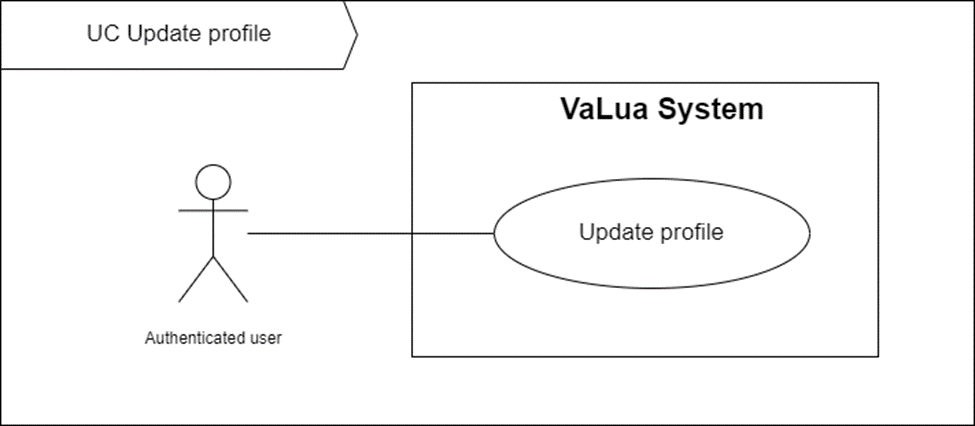 UC Update profile
VaLua System
Update profile
Authenticated user